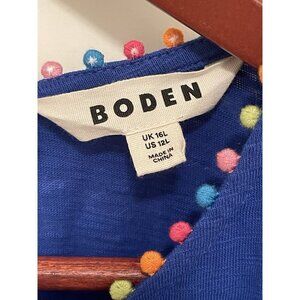 BODEN
UK 16L
US 12L
MADE IN
CHINA